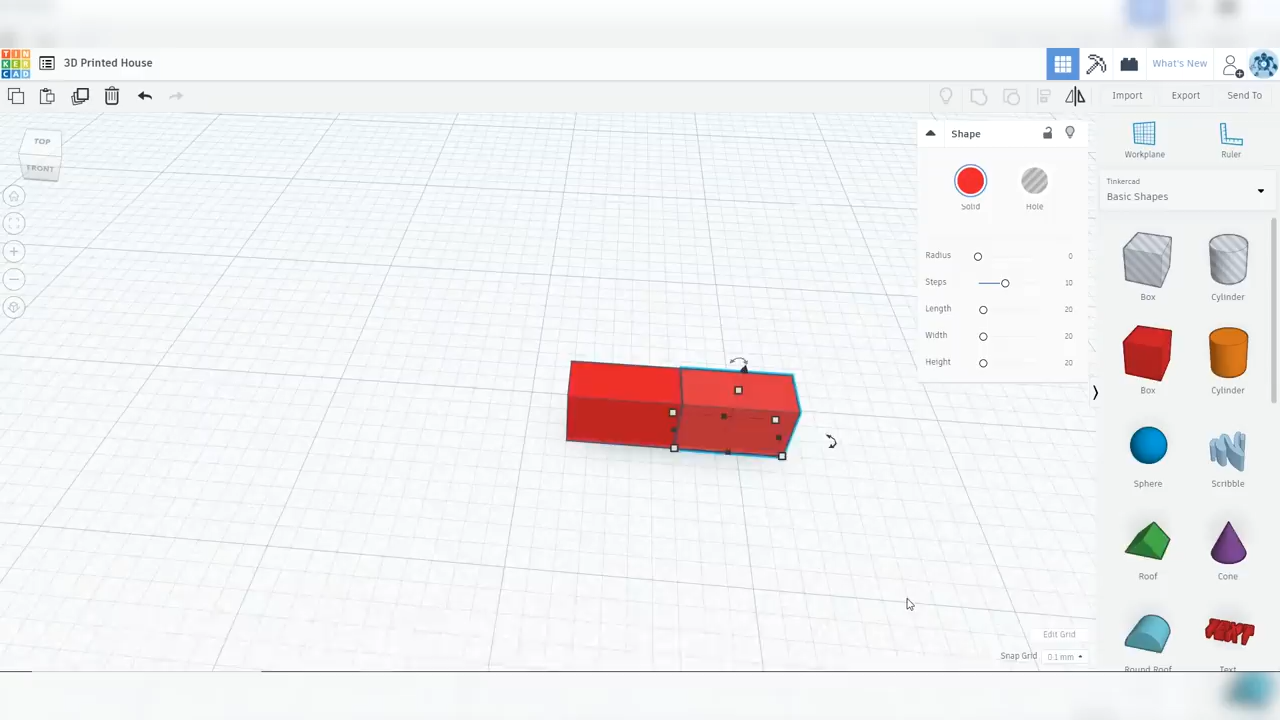 TIN
KER
CAD
3D Printed House
What's New
Import
Export
Send To
TOP
FRONT
Shape
Solid
Hole
Radius 0
Steps 10
Length 20
Width 20
Height 20
Workplane
Ruler
Tinkercad
Basic Shapes
Box
Cylinder
Box
Cylinder
Sphere
Scribble
Roof
Cone
TEXT
Round Roof
Text
Edit Grid
Snap Grid 0.1 mm